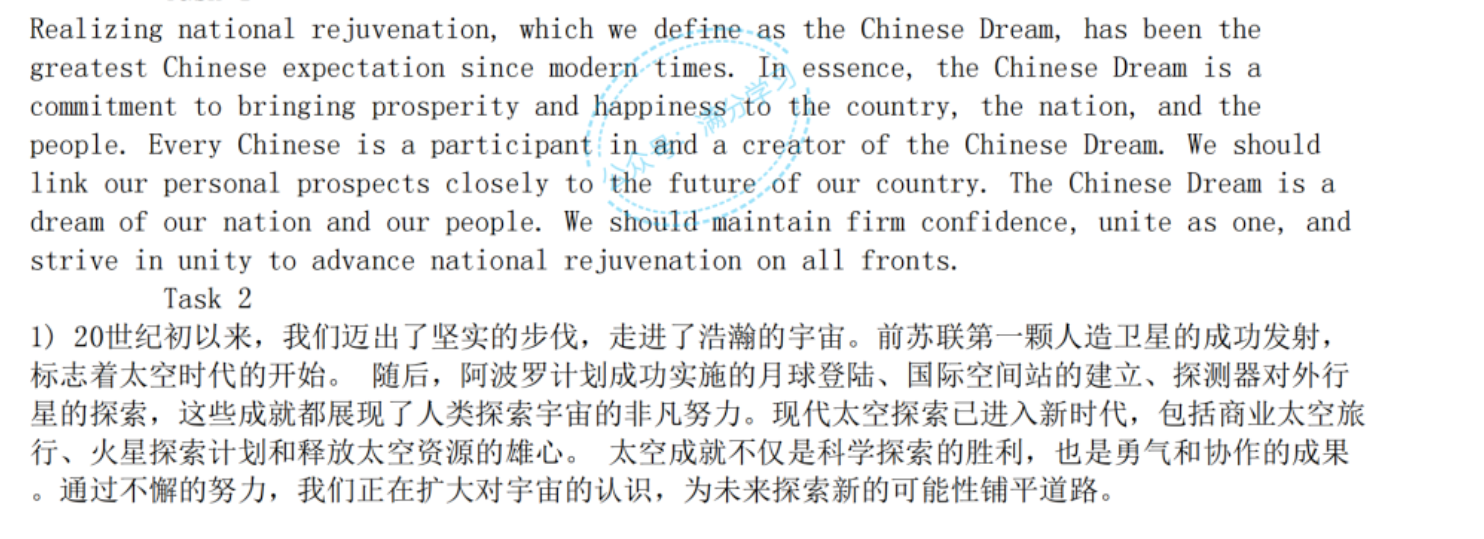 Realizing national rejuvenation, which we define as the Chinese Dream, has been the
greatest Chinese expectation since modern times. In essence, the Chinese Dream is a
commitment to bringing prosperity and happiness to the country, the nation, and the
people. Every Chinese is a participant in and a creator of the Chinese Dream. We should
link our personal prospects closely to the future of our country. The Chinese Dream is a
dream of our nation and our people. We should maintain firm confidence, unite as one, and
strive in unity to advance national rejuvenation on all fronts.
公众号：满分学习
Task 2
1) 20世纪初以来，我们迈出了坚实的步伐，走进了浩瀚的宇宙。前苏联第一颗人造卫星的成功发射，
标志着太空时代的开始。 随后，阿波罗计划成功实施的月球登陆、国际空间站的建立、探测器对外行
星的探索，这些成就都展现了人类探索宇宙的非凡努力。现代太空探索已进入新时代，包括商业太空旅
行、火星探索计划和释放太空资源的雄心。 太空成就不仅是科学探索的胜利，也是勇气和协作的成果
。通过不懈的努力，我们正在扩大对宇宙的认识，为未来探索新的可能性铺平道路。